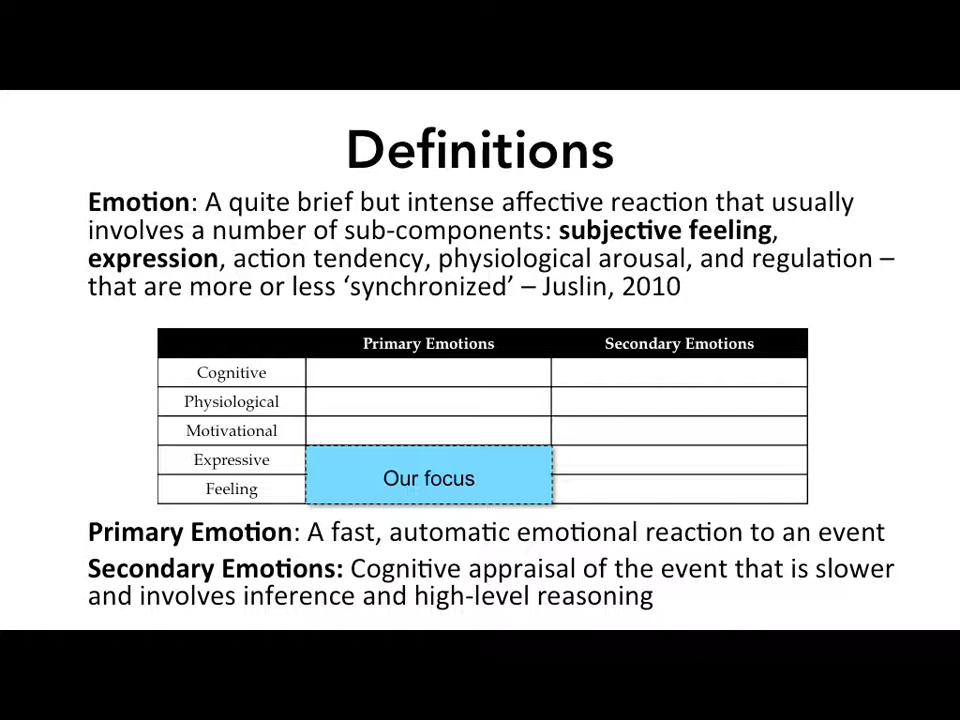 Definitions
Emotion: A quite brief but intense affective reaction that usually
involves a number of sub-components: subjective feeling,
expression, action tendency, physiological arousal, and regulation –
that are more or less ‘synchronized’ – Juslin, 2010
Primary Emotions Secondary Emotions
Cognitive
Physiological
Motivational
Expressive
Our focus
Feeling
Primary Emotion: A fast, automatic emotional reaction to an event
Secondary Emotions: Cognitive appraisal of the event that is slower
and involves inference and high-level reasoning